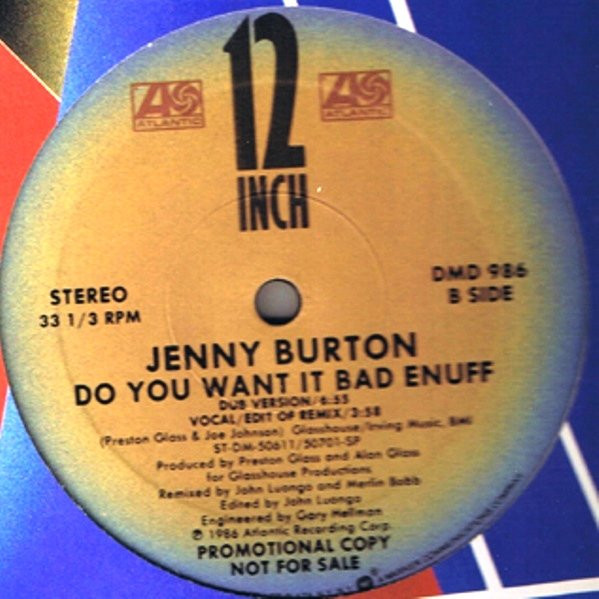 12
INCH
ATLANTIC
ATLANTIC
STEREO
33 1/3 RPM
DMD 986
B SIDE
JENNY BURTON
DO YOU WANT IT BAD ENUFF
DUB VERSION/6:55
VOCAL/EDIT OF REMIX/3:58
(Preston Glass & Joe Johnson) Glasshouse/Irving Music, BMI
ST-DM-50611/50701-SP
Produced by Preston Glass and Alan Glass
for Glasshouse Productions
Remixed by John Luongo and Merlin Bobb
Edited by John Luongo
Engineered by Gary Hellman
℗ 1986 Atlantic Recording Corp.
PROMOTIONAL COPY
NOT FOR SALE